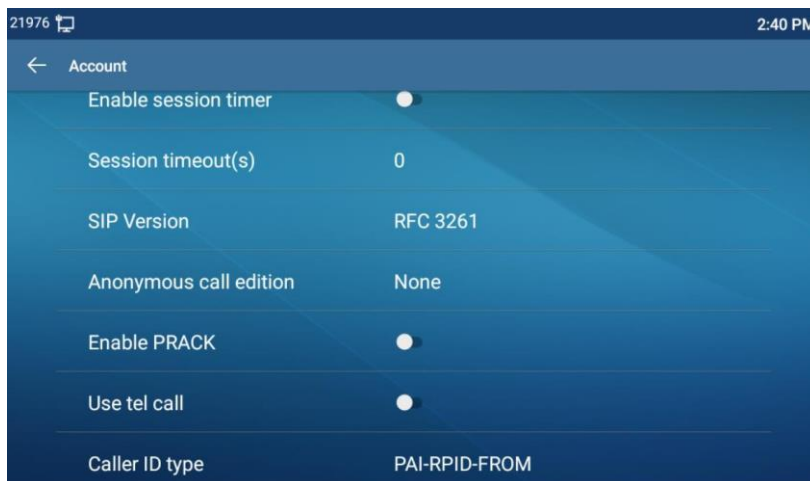 21976 2:40 PM
Account
Enable session timer
Session timeout(s) 0
SIP Version RFC 3261
Anonymous call edition None
Enable PRACK
Use tel call
Caller ID type PAI-RPID-FROM